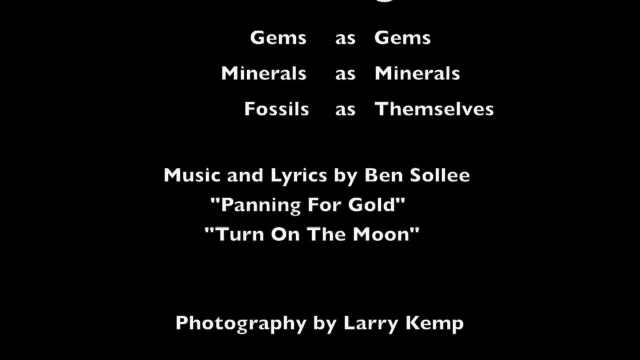 Gems as Gems
Minerals as Minerals
Fossils as Themselves
Music and Lyrics by Ben Sollee
"Panning For Gold"
"Turn On The Moon"
Photography by Larry Kemp